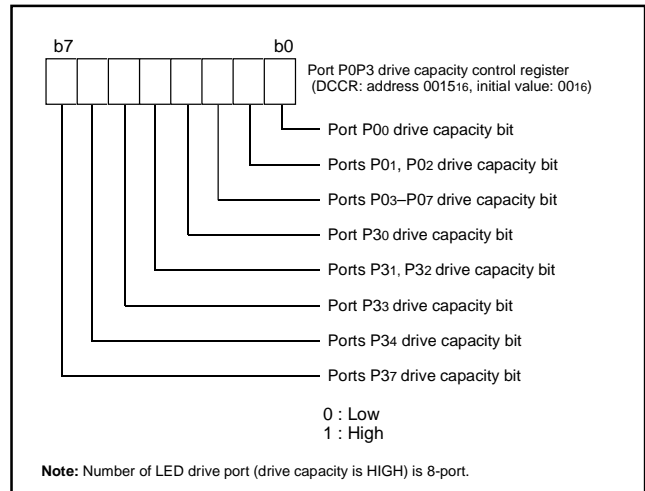 b7 b0
Port P0P3 drive capacity control register
(DCCR: address 0015₁₆, initial value: 00₁₆)
Port P0₀ drive capacity bit
Ports P0₁, P0₂ drive capacity bit
Ports P0₃–P0₇ drive capacity bit
Port P3₀ drive capacity bit
Ports P3₁, P3₂ drive capacity bit
Port P3₃ drive capacity bit
Ports P3₄ drive capacity bit
Ports P3₇ drive capacity bit
0 : Low
1 : High
Note: Number of LED drive port (drive capacity is HIGH) is 8-port.